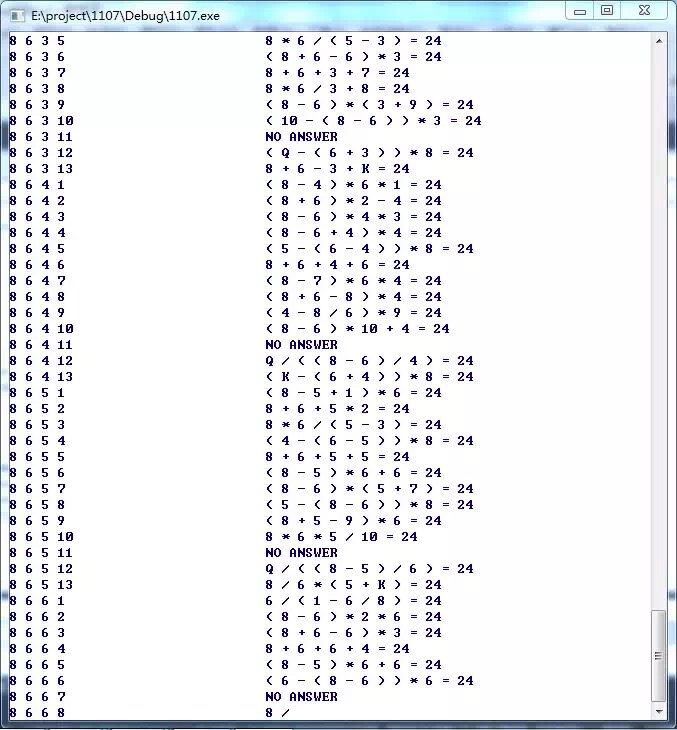 E:\project\1107\Debug\1107.exe
8 6 3 5 8 * 6 / ( 5 - 3 ) = 24
8 6 3 6 ( 8 + 6 - 6 ) * 3 = 24
8 6 3 7 8 + 6 + 3 + 7 = 24
8 6 3 8 8 * 6 / 3 + 8 = 24
8 6 3 9 ( 8 - 6 ) * ( 3 + 9 ) = 24
8 6 3 10 ( 10 - ( 8 - 6 ) ) * 3 = 24
8 6 3 11 NO ANSWER
8 6 3 12 ( Q - ( 6 + 3 ) ) * 8 = 24
8 6 3 13 8 + 6 - 3 + K = 24
8 6 4 1 ( 8 - 4 ) * 6 * 1 = 24
8 6 4 2 ( 8 + 6 ) * 2 - 4 = 24
8 6 4 3 ( 8 - 6 ) * 4 * 3 = 24
8 6 4 4 ( 8 - 6 + 4 ) * 4 = 24
8 6 4 5 ( 5 - ( 6 - 4 ) ) * 8 = 24
8 6 4 6 8 + 6 + 4 + 6 = 24
8 6 4 7 ( 8 - 7 ) * 6 * 4 = 24
8 6 4 8 ( 8 + 6 - 8 ) * 4 = 24
8 6 4 9 ( 4 - 8 / 6 ) * 9 = 24
8 6 4 10 ( 8 - 6 ) * 10 + 4 = 24
8 6 4 11 NO ANSWER
8 6 4 12 Q / ( ( 8 - 6 ) / 4 ) = 24
8 6 4 13 ( K - ( 6 + 4 ) ) * 8 = 24
8 6 5 1 ( 8 - 5 + 1 ) * 6 = 24
8 6 5 2 8 + 6 + 5 * 2 = 24
8 6 5 3 8 * 6 / ( 5 - 3 ) = 24
8 6 5 4 ( 4 - ( 6 - 5 ) ) * 8 = 24
8 6 5 5 8 + 6 + 5 + 5 = 24
8 6 5 6 ( 8 - 5 ) * 6 + 6 = 24
8 6 5 7 ( 8 - 6 ) * ( 5 + 7 ) = 24
8 6 5 8 ( 5 - ( 8 - 6 ) ) * 8 = 24
8 6 5 9 ( 8 + 5 - 9 ) * 6 = 24
8 6 5 10 8 * 6 * 5 / 10 = 24
8 6 5 11 NO ANSWER
8 6 5 12 Q / ( ( 8 - 5 ) / 6 ) = 24
8 6 5 13 8 / 6 * ( 5 + K ) = 24
8 6 6 1 6 / ( 1 - 6 / 8 ) = 24
8 6 6 2 ( 8 - 6 ) * 2 * 6 = 24
8 6 6 3 ( 8 + 6 - 6 ) * 3 = 24
8 6 6 4 8 + 6 + 6 + 4 = 24
8 6 6 5 ( 8 - 5 ) * 6 + 6 = 24
8 6 6 6 ( 6 - ( 8 - 6 ) ) * 6 = 24
8 6 6 7 NO ANSWER
8 6 6 8 8 /